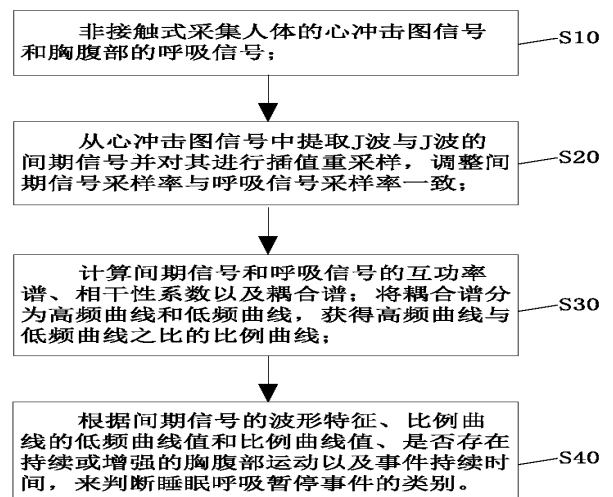 非接触式采集人体的心冲击图信号
和胸腹部的呼吸信号；
S10
从心冲击图信号中提取J波与J波的
间期信号并对其进行插值重采样，调整间
期信号采样率与呼吸信号采样率一致；
S20
计算间期信号和呼吸信号的互功率
谱、相干性系数以及耦合谱；将耦合谱分
为高频曲线和低频曲线，获得高频曲线与
低频曲线之比的比例曲线；
S30
根据间期信号的波形特征、比例曲
线的低频曲线值和比例曲线值、是否存在
持续或增强的胸腹部运动以及事件持续时
间，来判断睡眠呼吸暂停事件的类别。
S40